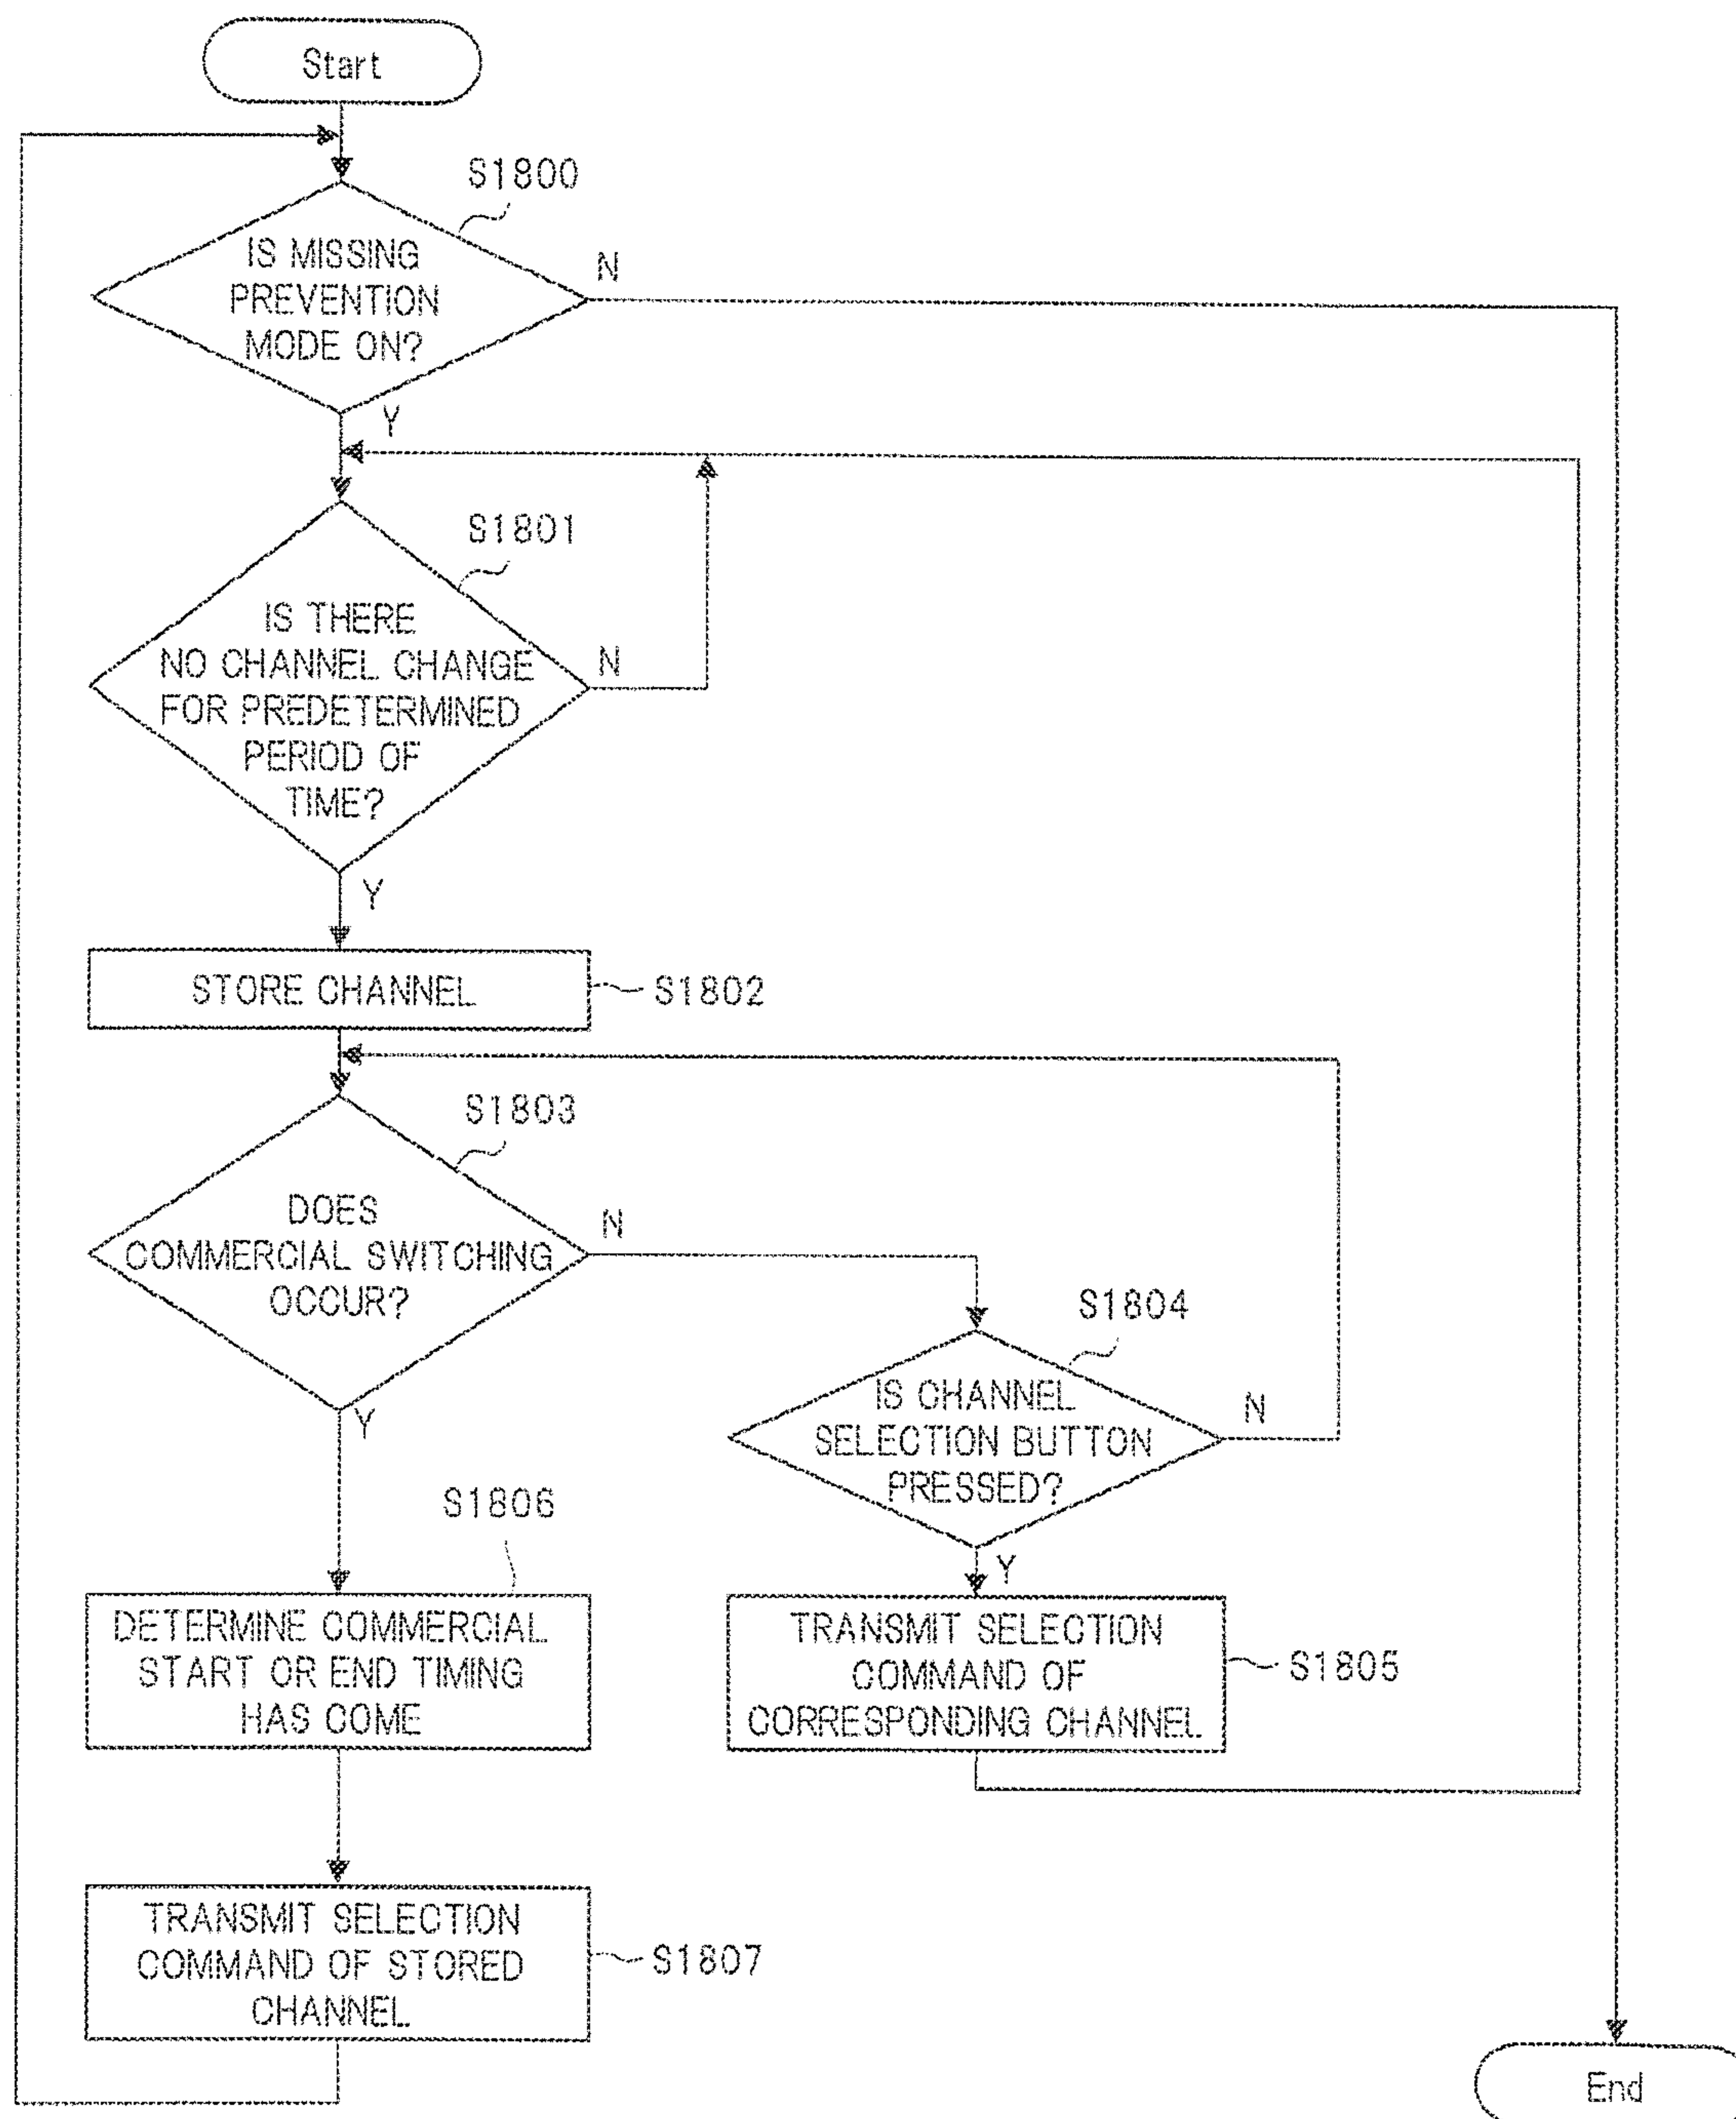 Start
S1800
IS MISSING
PREVENTION
MODE ON?
N
Y
S1801
IS THERE
NO CHANNEL CHANGE
FOR PREDETERMINED
PERIOD OF
TIME?
N
Y
STORE CHANNEL
S1802
S1803
DOES
COMMERCIAL SWITCHING
OCCUR?
N
Y
S1804
IS CHANNEL
SELECTION BUTTON
PRESSED?
N
Y
S1806
DETERMINE COMMERCIAL
START OR END TIMING
HAS COME
TRANSMIT SELECTION
COMMAND OF
CORRESPONDING CHANNEL
S1805
TRANSMIT SELECTION
COMMAND OF STORED
CHANNEL
S1807
End